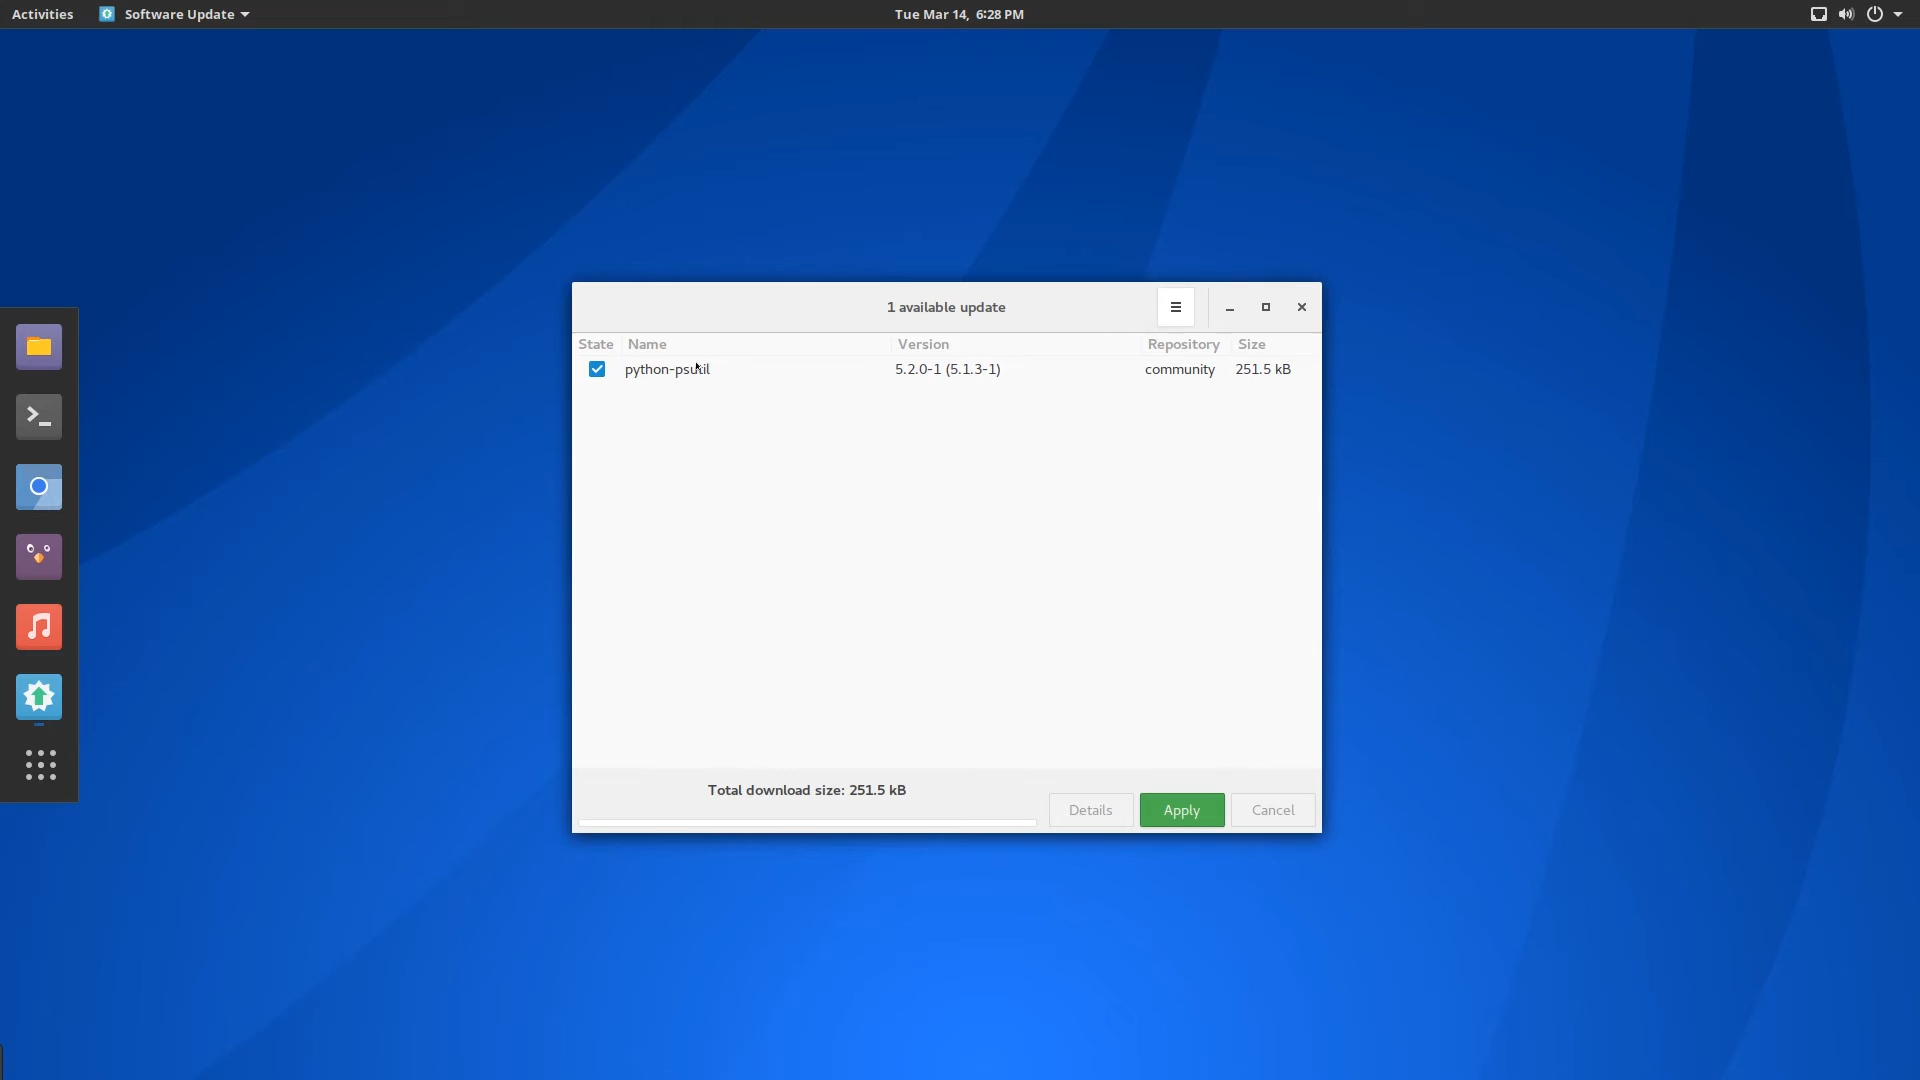 Activities Software Update Tue Mar 14, 6:28 PM
1 available update
State Name Version Repository Size
python-psutil 5.2.0-1 (5.1.3-1) community 251.5 kB
Total download size: 251.5 kB
Details Apply Cancel